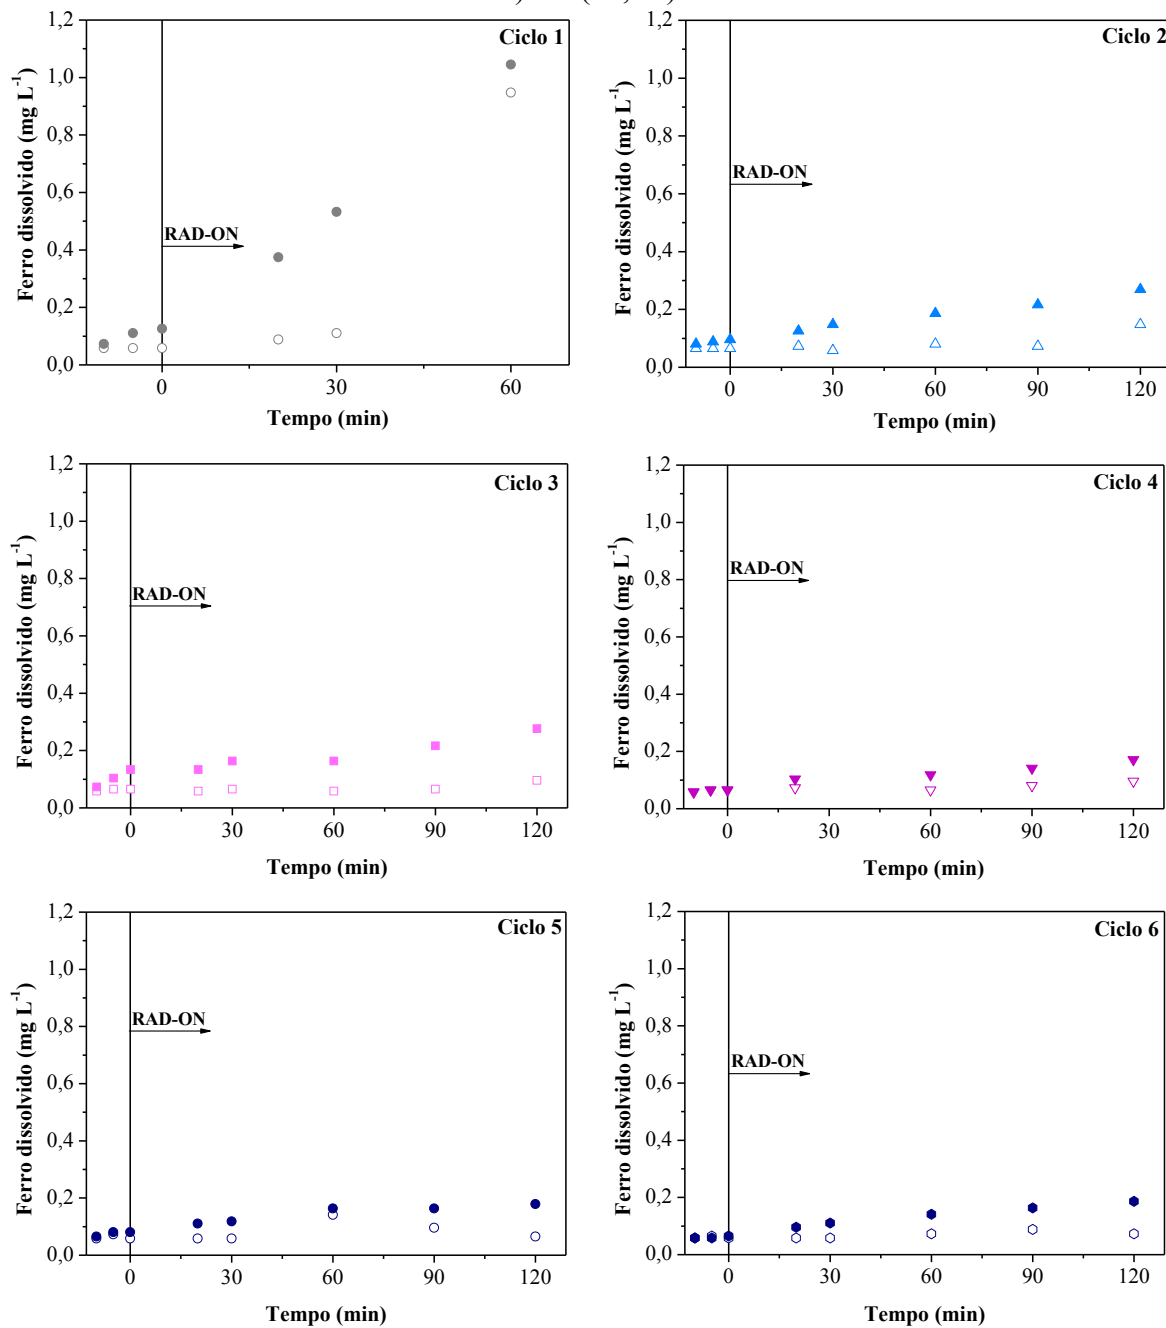 Ciclo 1
Ferro dissolvido (mg L⁻¹)
1,2
1,0
0,8
0,6
0,4
0,2
0,0
RAD-ON
0
30
60
Tempo (min)
Ciclo 2
Ferro dissolvido (mg L⁻¹)
1,2
1,0
0,8
0,6
0,4
0,2
0,0
RAD-ON
0
30
60
90
120
Tempo (min)
Ciclo 3
Ferro dissolvido (mg L⁻¹)
1,2
1,0
0,8
0,6
0,4
0,2
0,0
RAD-ON
0
30
60
90
120
Tempo (min)
Ciclo 4
Ferro dissolvido (mg L⁻¹)
1,2
1,0
0,8
0,6
0,4
0,2
0,0
RAD-ON
0
30
60
90
120
Tempo (min)
Ciclo 5
Ferro dissolvido (mg L⁻¹)
1,2
1,0
0,8
0,6
0,4
0,2
0,0
RAD-ON
0
30
60
90
120
Tempo (min)
Ciclo 6
Ferro dissolvido (mg L⁻¹)
1,2
1,0
0,8
0,6
0,4
0,2
0,0
RAD-ON
0
30
60
90
120
Tempo (min)